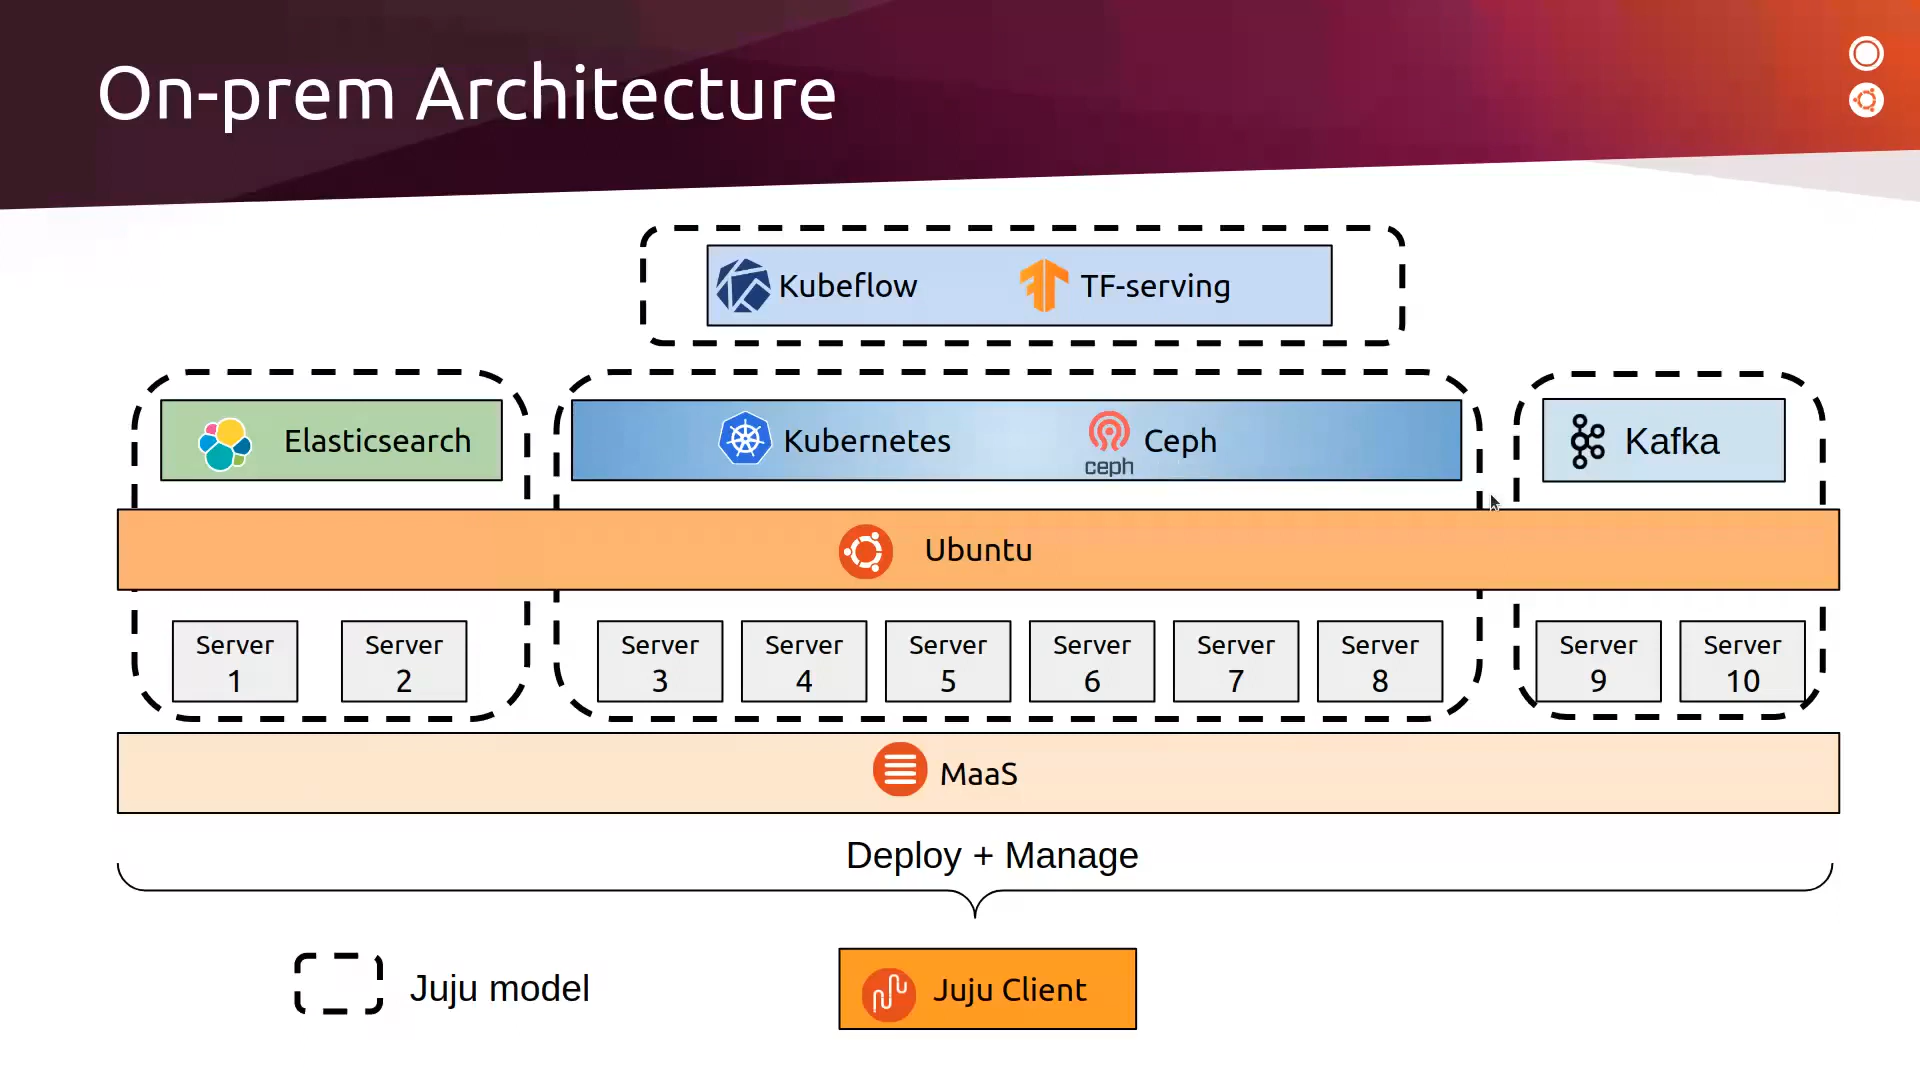 On-prem Architecture
Kubeflow TF-serving
Elasticsearch Kubernetes ceph Ceph Kafka
Ubuntu
Server 1 Server 2 Server 3 Server 4 Server 5 Server 6 Server 7 Server 8 Server 9 Server 10
MaaS
Deploy + Manage
Juju model Juju Client